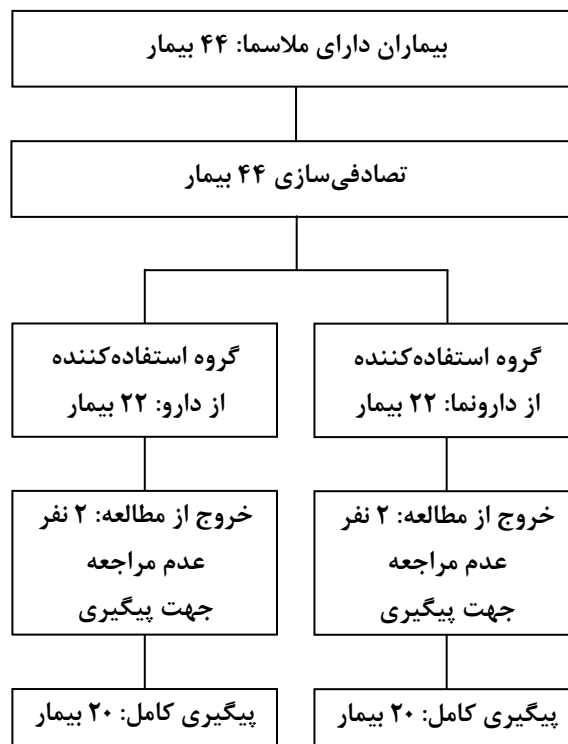 بیماران دارای ملاسما: ۴۴ بیمار
تصادفی‌سازی ۴۴ بیمار
گروه استفاده‌کننده
از دارونما: ۲۲ بیمار
گروه استفاده‌کننده
از دارو: ۲۲ بیمار
خروج از مطالعه: ۲ نفر
عدم مراجعه
جهت پیگیری
خروج از مطالعه: ۲ نفر
عدم مراجعه
جهت پیگیری
پیگیری کامل: ۲۰ بیمار
پیگیری کامل: ۲۰ بیمار